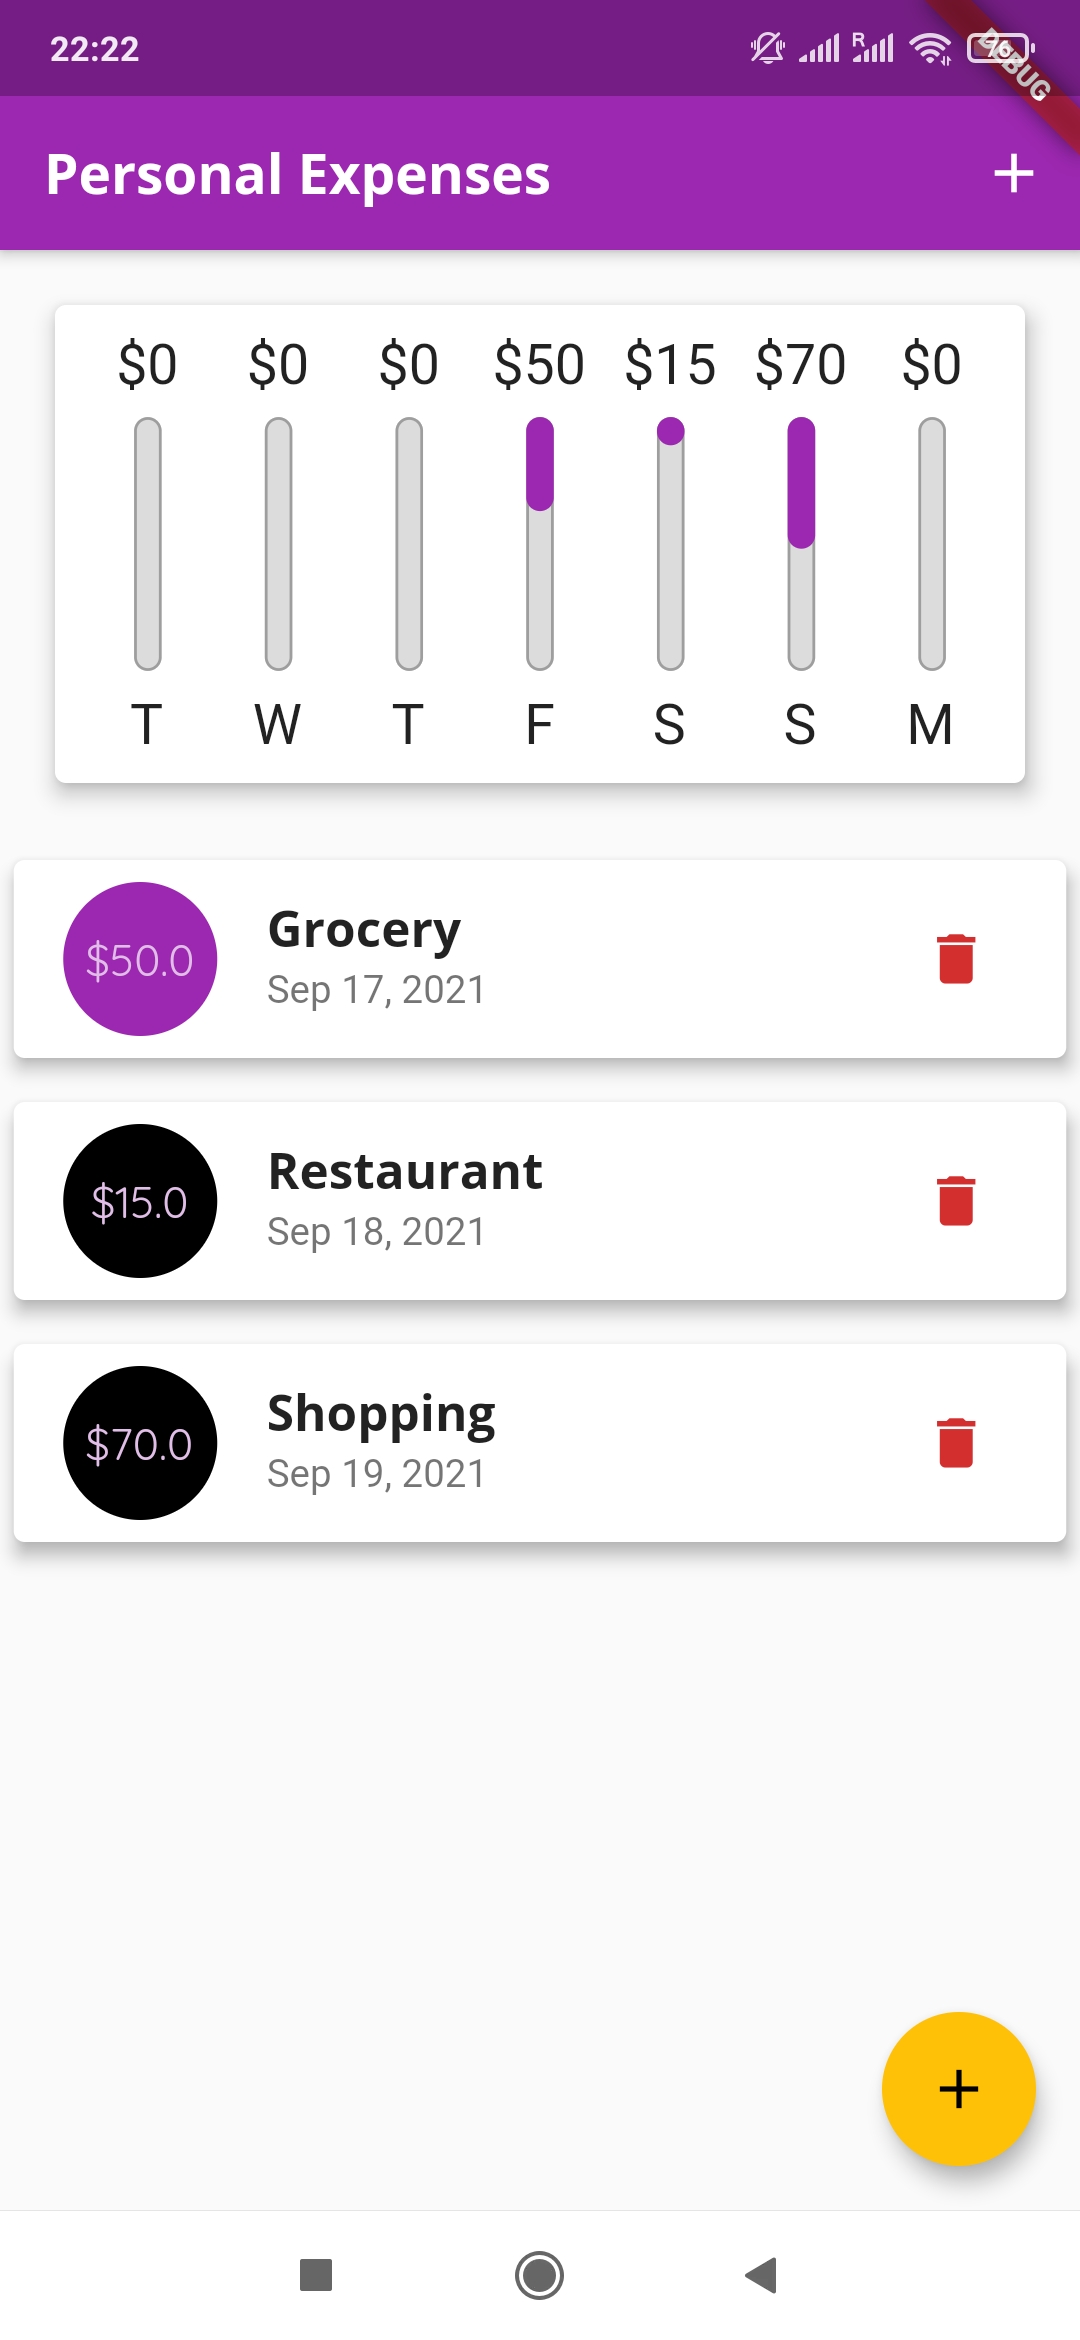 22:22
R
76
DEBUG
Personal Expenses
$0 $0 $0 $50 $15 $70 $0
T W T F S S M
$50.0
Grocery
Sep 17, 2021
$15.0
Restaurant
Sep 18, 2021
$70.0
Shopping
Sep 19, 2021